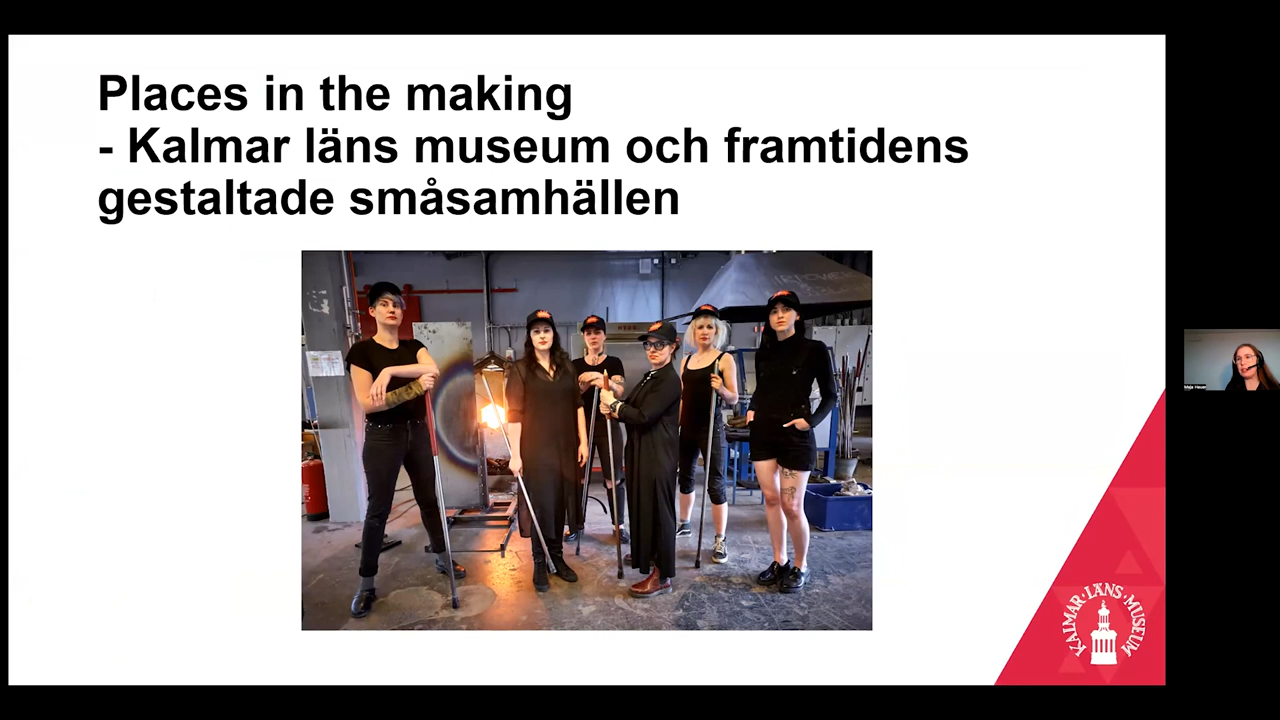 Places in the making
- Kalmar läns museum och framtidens
gestaltade småsamhällen
KALMAR·LÄNS·MUSEUM